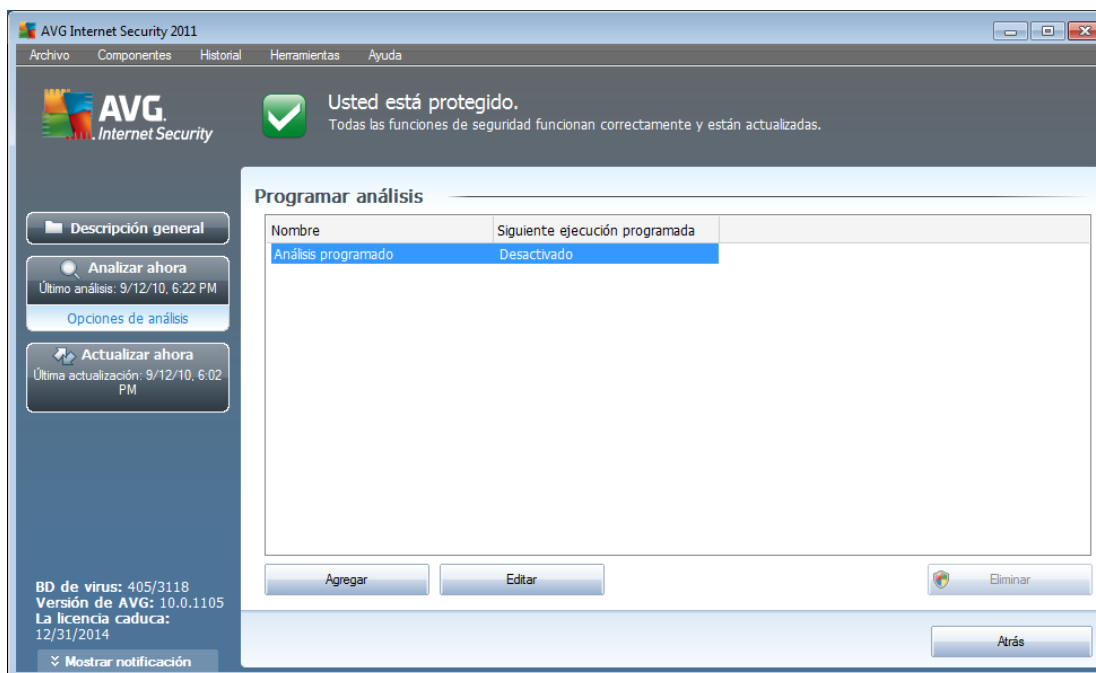 AVG Internet Security 2011
Archivo Componentes Historial Herramientas Ayuda
AVG.
Internet Security
Usted está protegido.
Todas las funciones de seguridad funcionan correctamente y están actualizadas.
Descripción general
Analizar ahora
Último análisis: 9/12/10, 6:22 PM
Opciones de análisis
Actualizar ahora
Última actualización: 9/12/10, 6:02
PM
BD de virus: 405/3118
Versión de AVG: 10.0.1105
La licencia caduca:
12/31/2014
Mostrar notificación
Programar análisis
Nombre Siguiente ejecución programada
Análisis programado Desactivado
Agregar Editar Eliminar
Atrás